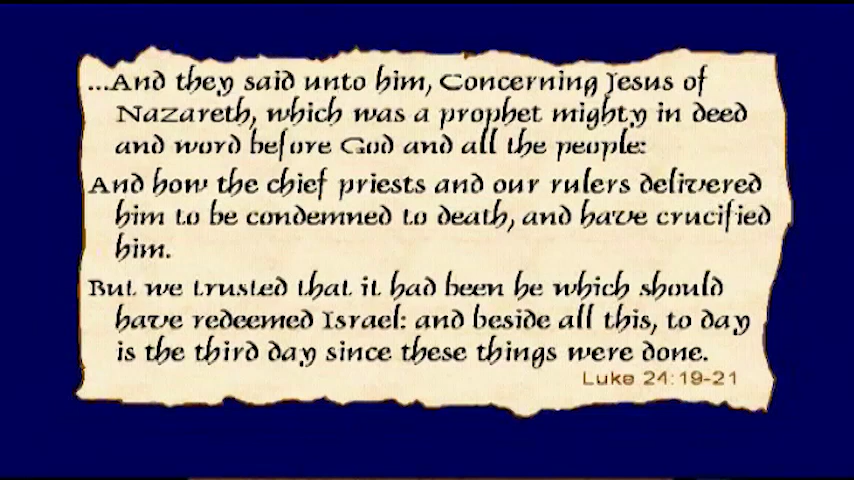 ...And they said unto him, Concerning Jesus of
Nazareth, which was a prophet mighty in deed
and word before God and all the people:
And how the chief priests and our rulers delivered
him to be condemned to death, and have crucified
him.
But we trusted that it had been he which should
have redeemed Israel: and beside all this, to day
is the third day since these things were done.
Luke 24:19-21